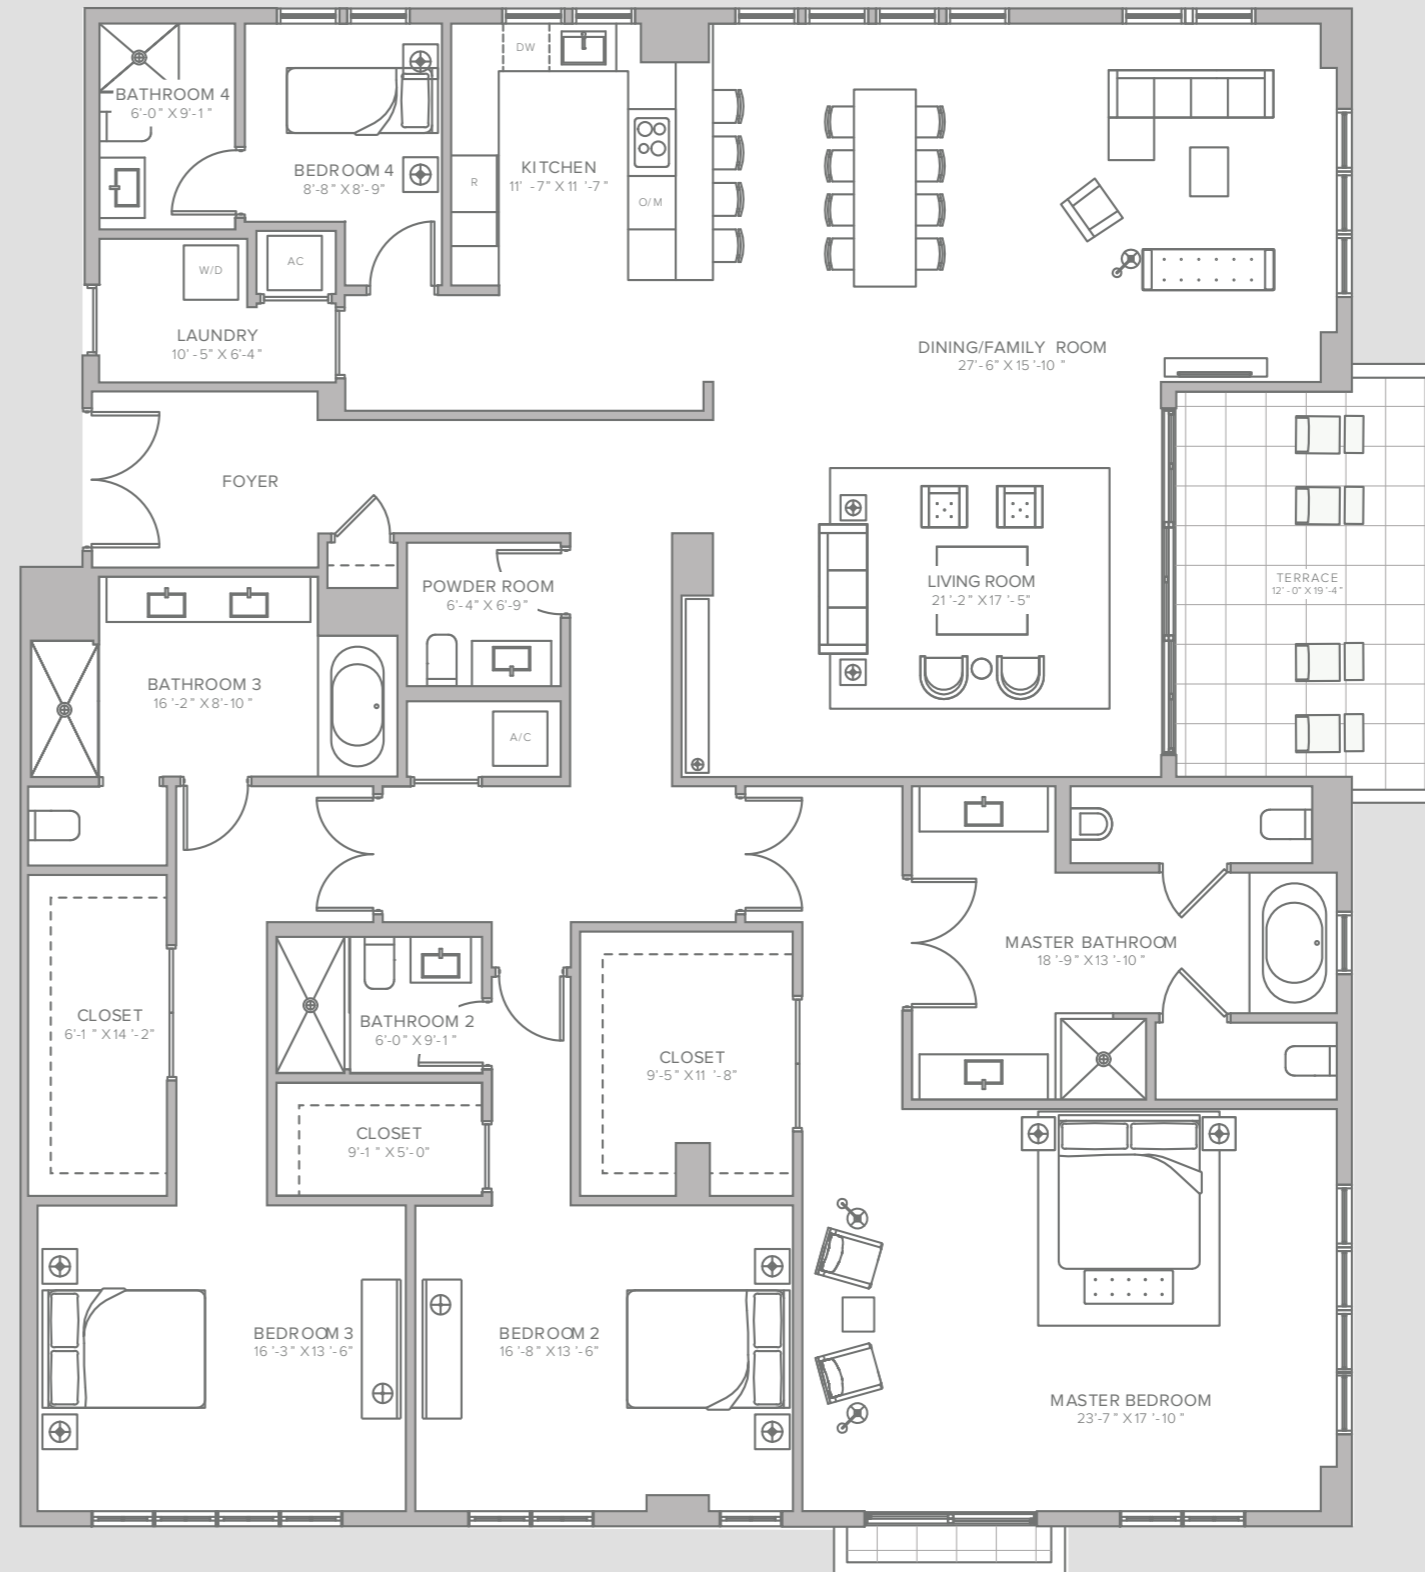 DW
BATHROOM 4
6'-0" X 9'-1"
BEDROOM 4
8'-8" X 8'-9"
R
KITCHEN
11'-7" X 11'-7"
O/M
W/D
AC
LAUNDRY
10'-5" X 6'-4"
DINING/FAMILY ROOM
27'-6" X 15'-10"
FOYER
POWDER ROOM
6'-4" X 6'-9"
LIVING ROOM
21'-2" X 17'-5"
TERRACE
12'-0" X 19'-4"
BATHROOM 3
16'-2" X 8'-10"
A/C
MASTER BATHROOM
18'-9" X 13'-10"
CLOSET
6'-1" X 14'-2"
BATHROOM 2
6'-0" X 9'-1"
CLOSET
9'-5" X 11'-8"
CLOSET
9'-1" X 5'-0"
BEDROOM 3
16'-3" X 13'-6"
BEDROOM 2
16'-8" X 13'-6"
MASTER BEDROOM
23'-7" X 17'-10"